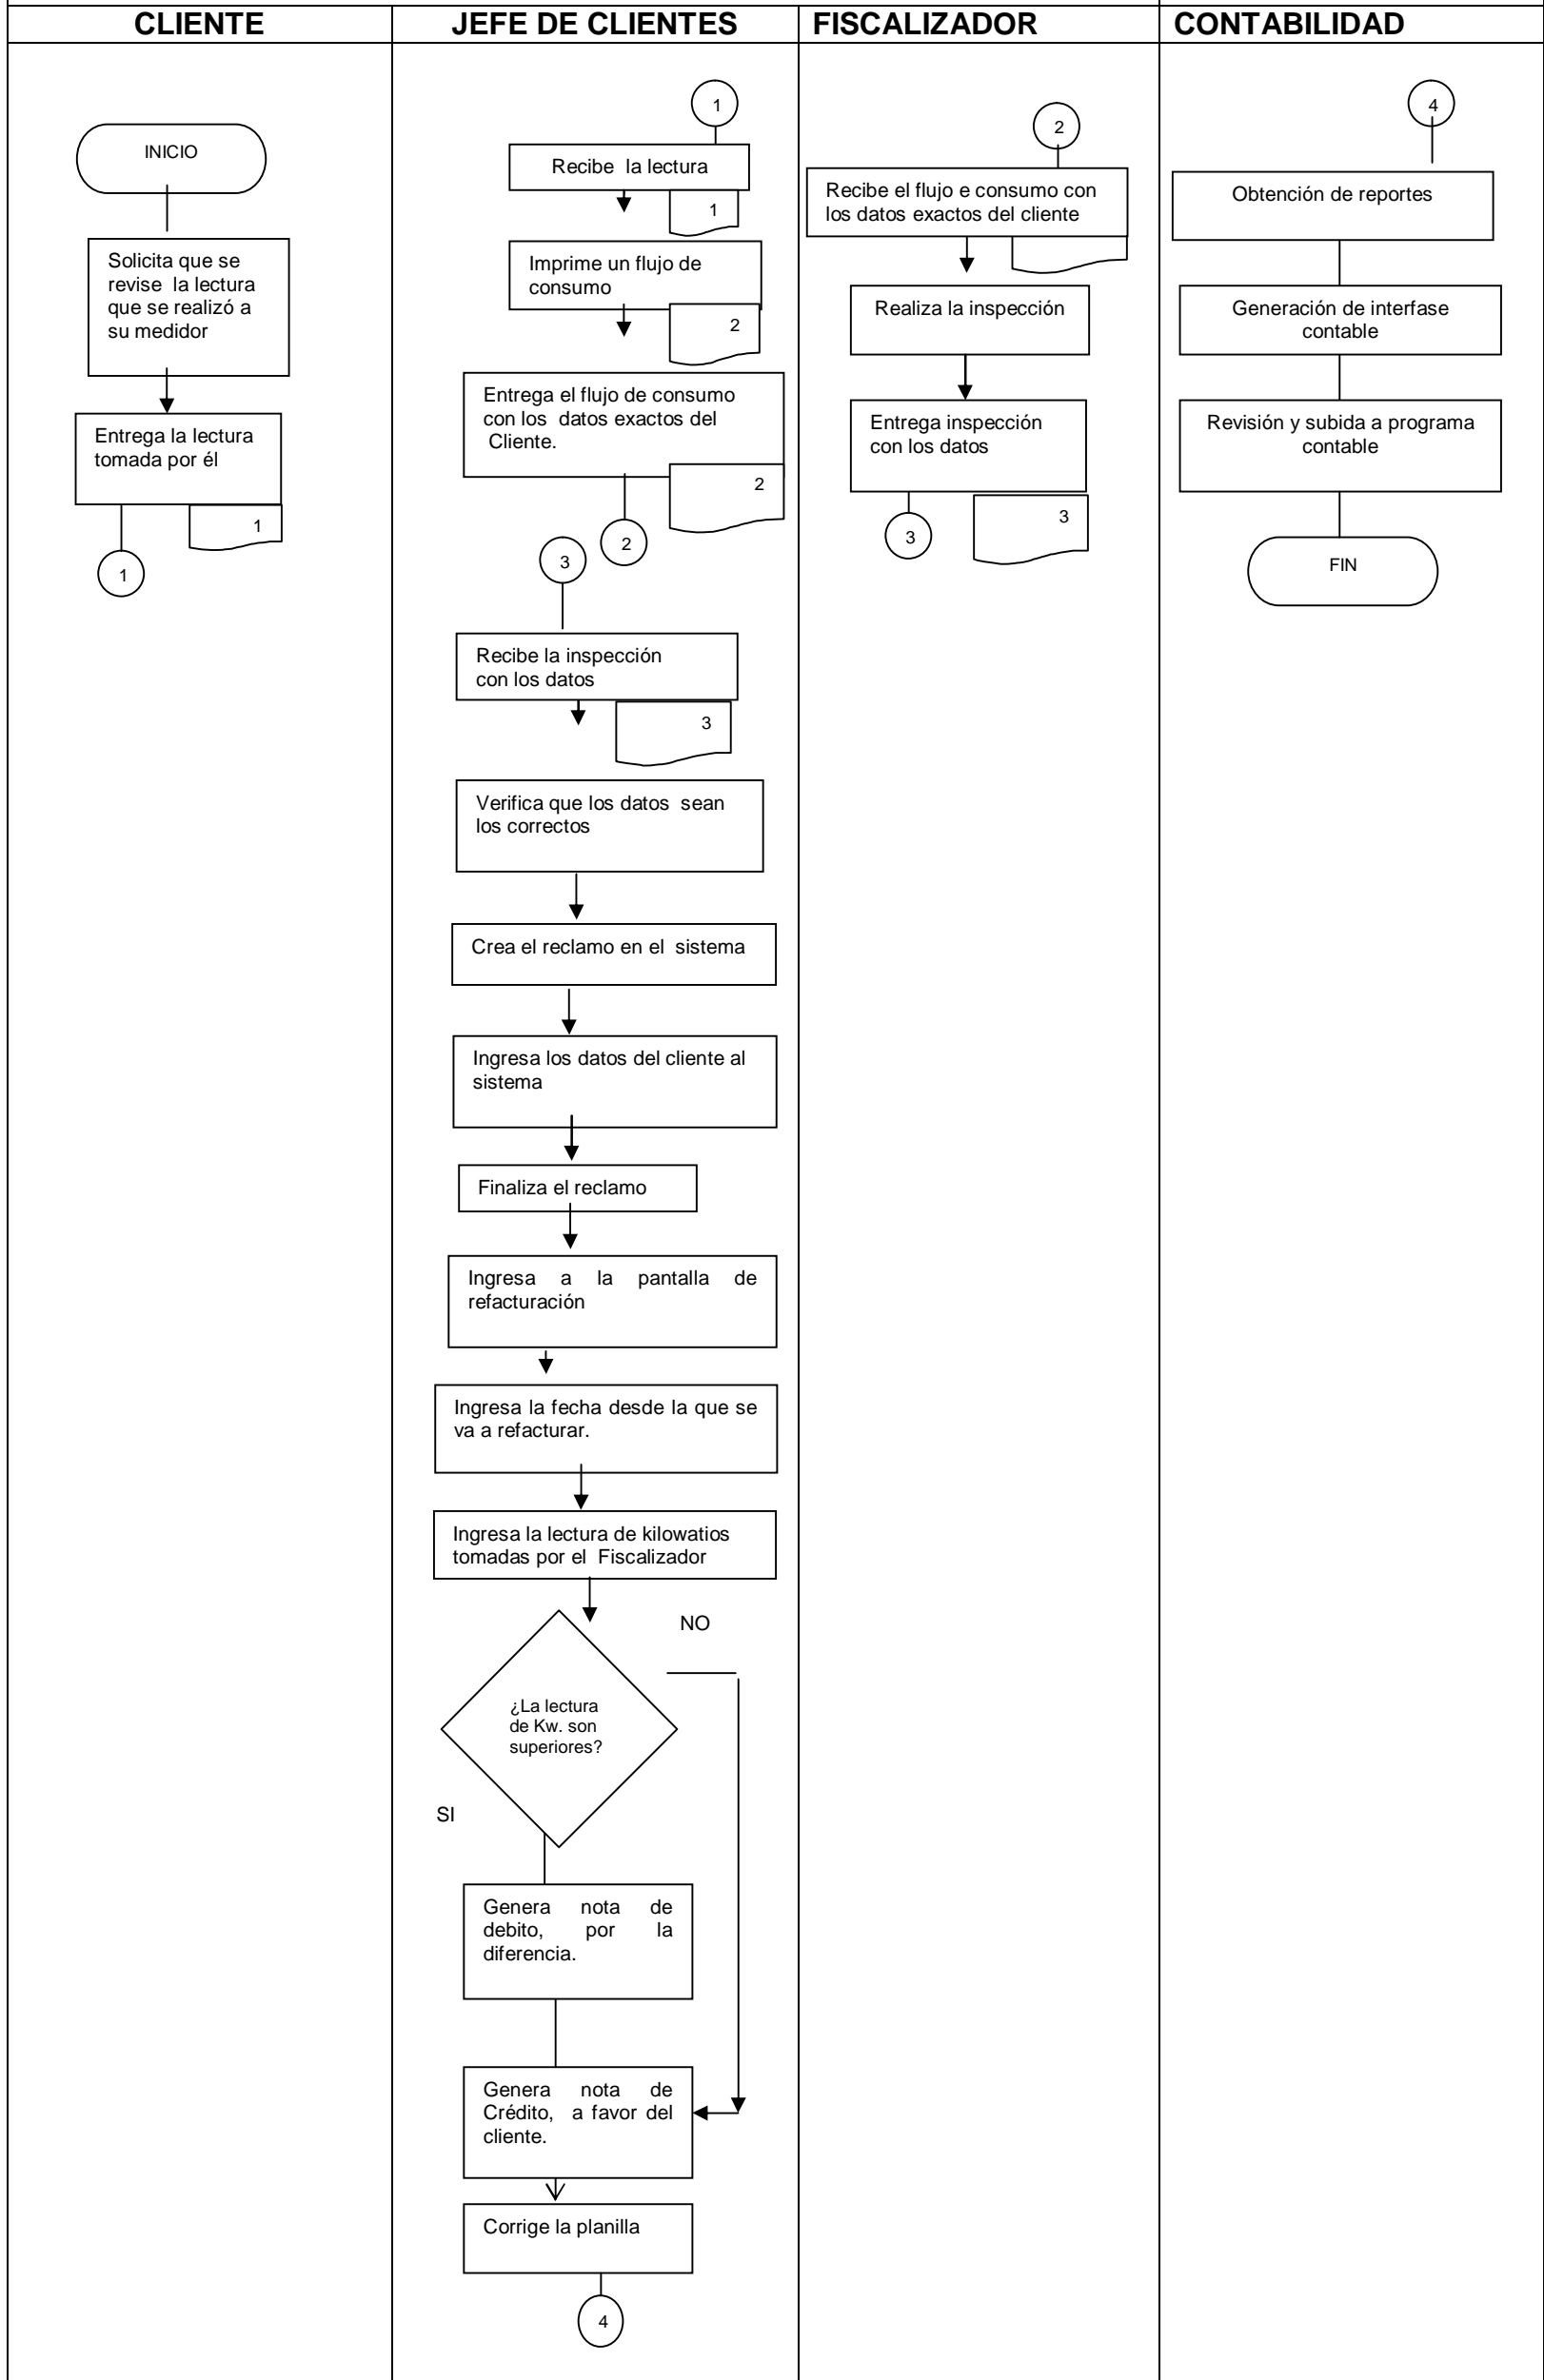 CLIENTE
JEFE DE CLIENTES
FISCALIZADOR
CONTABILIDAD
INICIO
Solicita que se
revise la lectura
que se realizó a
su medidor
Entrega la lectura
tomada por él
1
1
1
Recibe la lectura
1
Imprime un flujo de
consumo
2
Entrega el flujo de consumo
con los datos exactos del
Cliente.
2
2
3
Recibe la inspección
con los datos
3
Verifica que los datos sean
los correctos
Crea el reclamo en el sistema
Ingresa los datos del cliente al
sistema
Finaliza el reclamo
Ingresa a la pantalla de
refacturación
Ingresa la fecha desde la que se
va a refacturar.
Ingresa la lectura de kilowatios
tomadas por el Fiscalizador
NO
¿La lectura
de Kw. son
superiores?
SI
Genera nota de
debito, por la
diferencia.
Genera nota de
Crédito, a favor del
cliente.
Corrige la planilla
4
2
Recibe el flujo e consumo con
los datos exactos del cliente
Realiza la inspección
Entrega inspección
con los datos
3
3
4
Obtención de reportes
Generación de interfase
contable
Revisión y subida a programa
contable
FIN